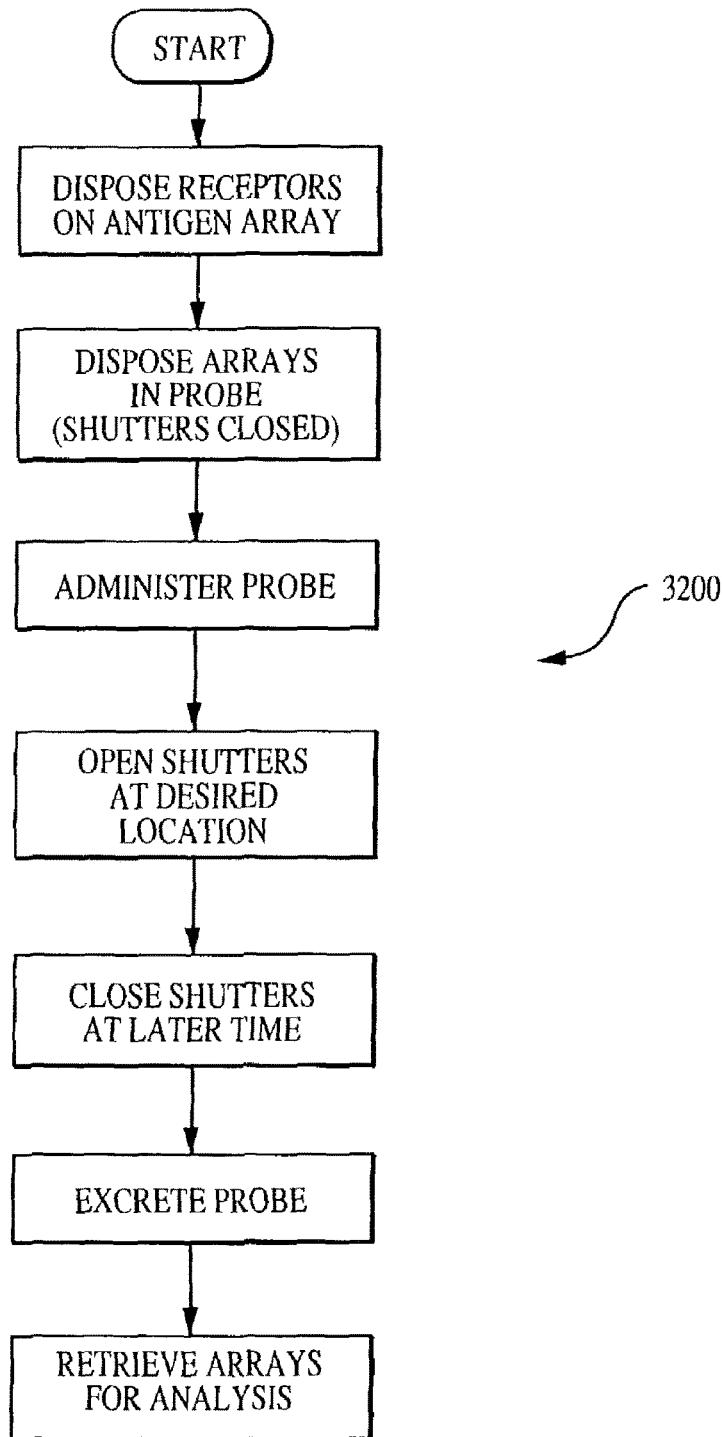 START
DISPOSE RECEPTORS
ON ANTIGEN ARRAY
DISPOSE ARRAYS
IN PROBE
(SHUTTERS CLOSED)
ADMINISTER PROBE
3200
OPEN SHUTTERS
AT DESIRED
LOCATION
CLOSE SHUTTERS
AT LATER TIME
EXCRETE PROBE
RETRIEVE ARRAYS
FOR ANALYSIS